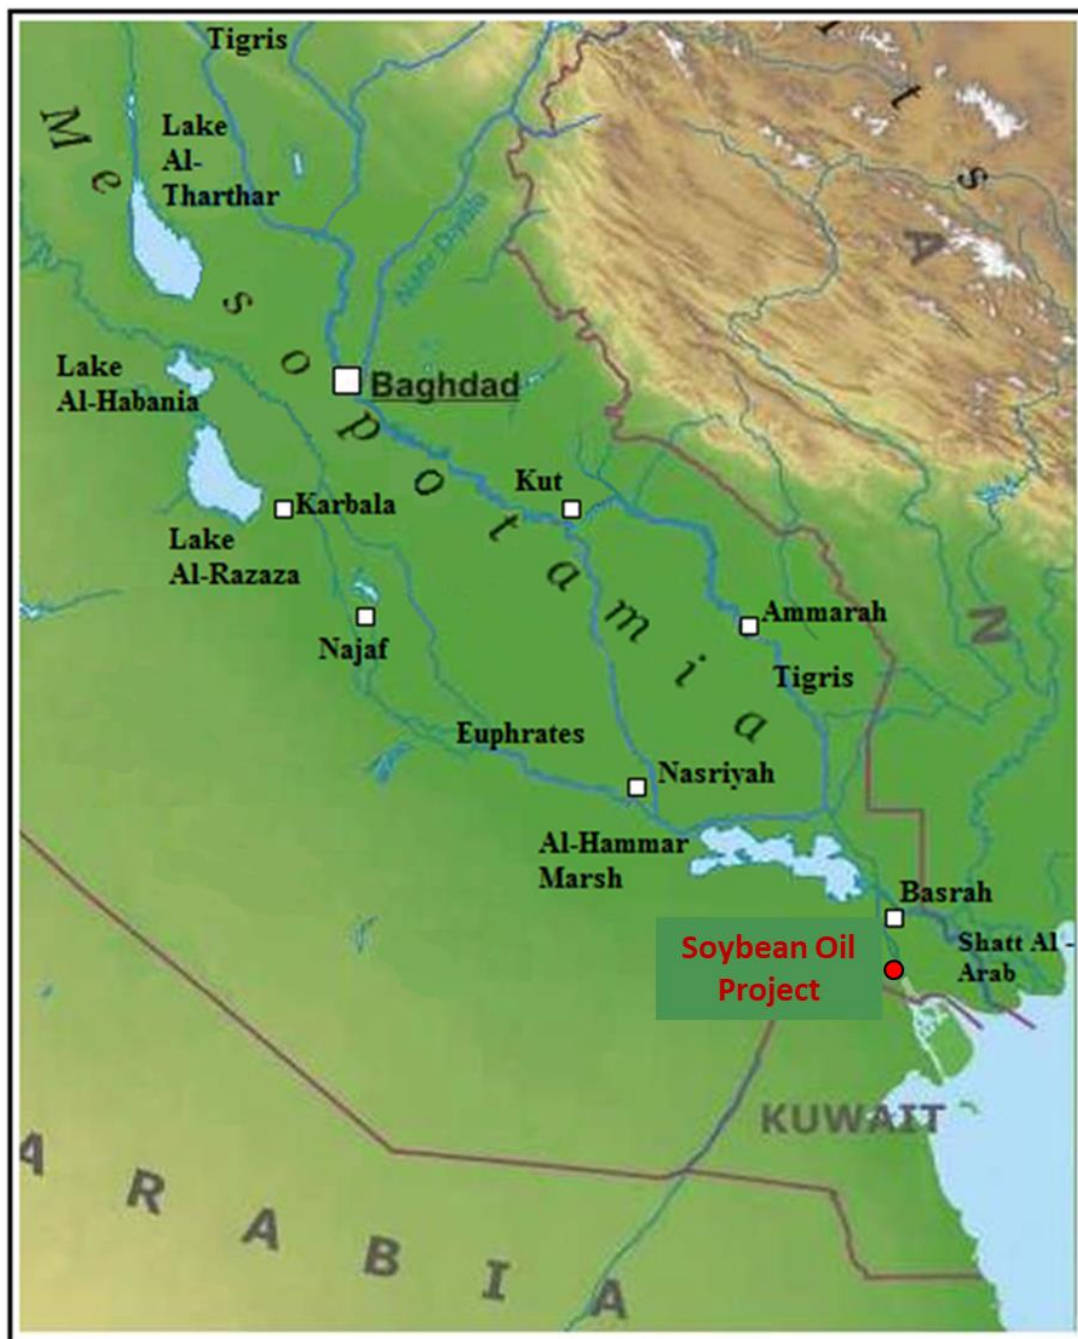 Tigris
Lake
Al-
Tharthar
Nahr Diyala
Mesopotamia
Lake
Al-Habania
Baghdad
Kut
Karbala
Lake
Al-Razaza
Najaf
Ammarah
Tigris
Euphrates
Nasriyah
Al-Hammar
Marsh
Basrah
Shatt Al -
Arab
Soybean Oil
Project
KUWAIT
ARABIA
t
s
A
N